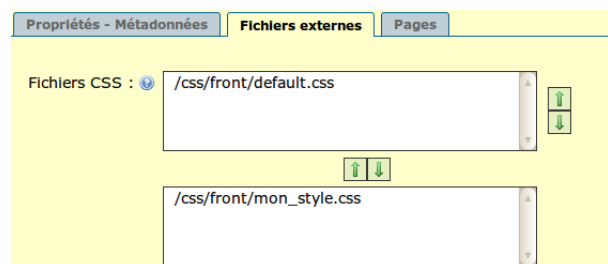 Propriétés - Métadonnées Fichiers externes Pages
Fichiers CSS : /css/front/default.css
/css/front/mon_style.css